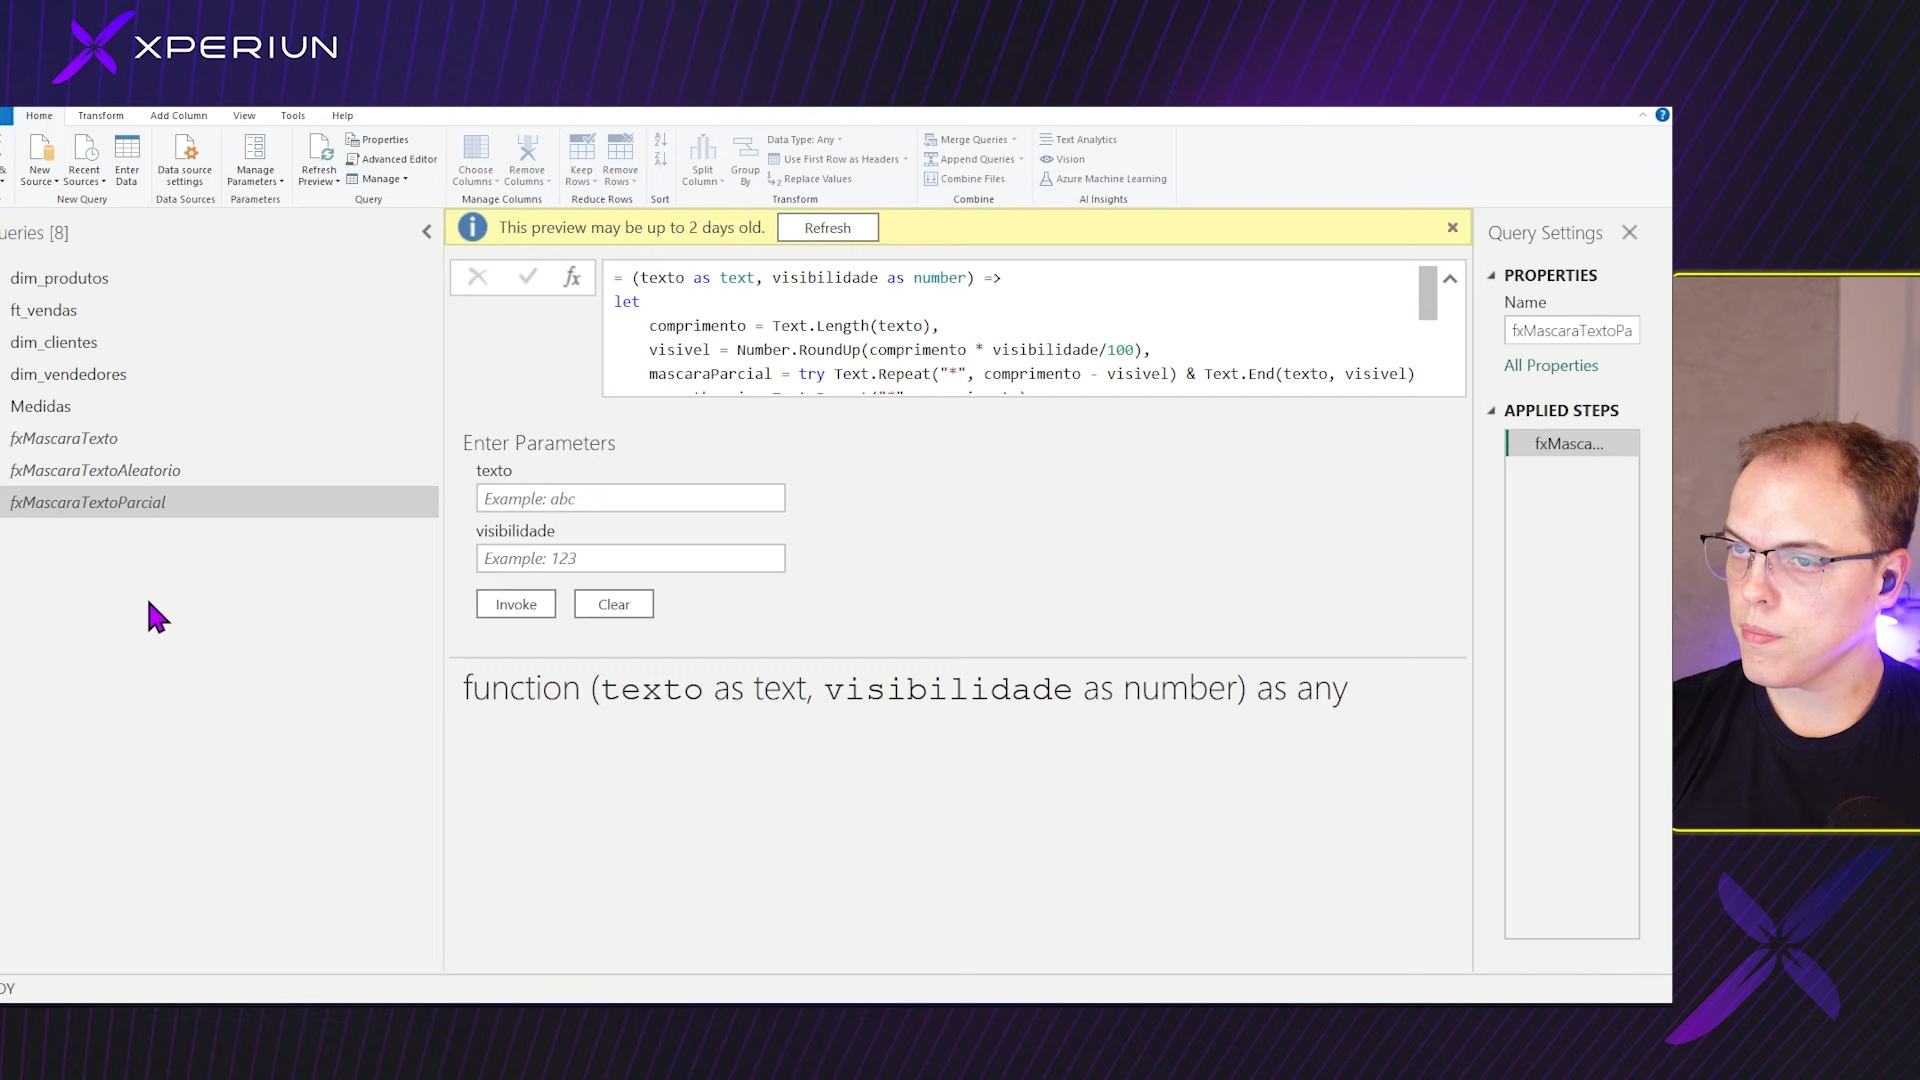 XPERIUN
Home Transform Add Column View Tools Help
New Source Recent Sources Enter Data
New Query
Data source settings
Data Sources
Manage Parameters
Parameters
Refresh Preview
Properties
Advanced Editor
Manage
Query
Choose Columns Remove Columns
Manage Columns
Keep Rows Remove Rows
Reduce Rows
Sort
Split Column Group By
Data Type: Any
Use First Row as Headers
Replace Values
Transform
Merge Queries
Append Queries
Combine Files
Combine
Text Analytics
Vision
Azure Machine Learning
AI Insights
ueries [8]
dim_produtos
ft_vendas
dim_clientes
dim_vendedores
Medidas
fxMascaraTexto
fxMascaraTextoAleatorio
fxMascaraTextoParcial
This preview may be up to 2 days old. Refresh
fx
= (texto as text, visibilidade as number) =>
let
comprimento = Text.Length(texto),
visivel = Number.RoundUp(comprimento * visibilidade/100),
mascaraParcial = try Text.Repeat("*", comprimento - visivel) & Text.End(texto, visivel)
Enter Parameters
texto
Example: abc
visibilidade
Example: 123
Invoke Clear
function (texto as text, visibilidade as number) as any
Query Settings
PROPERTIES
Name
fxMascaraTextoPa
All Properties
APPLIED STEPS
fxMasca...
DY